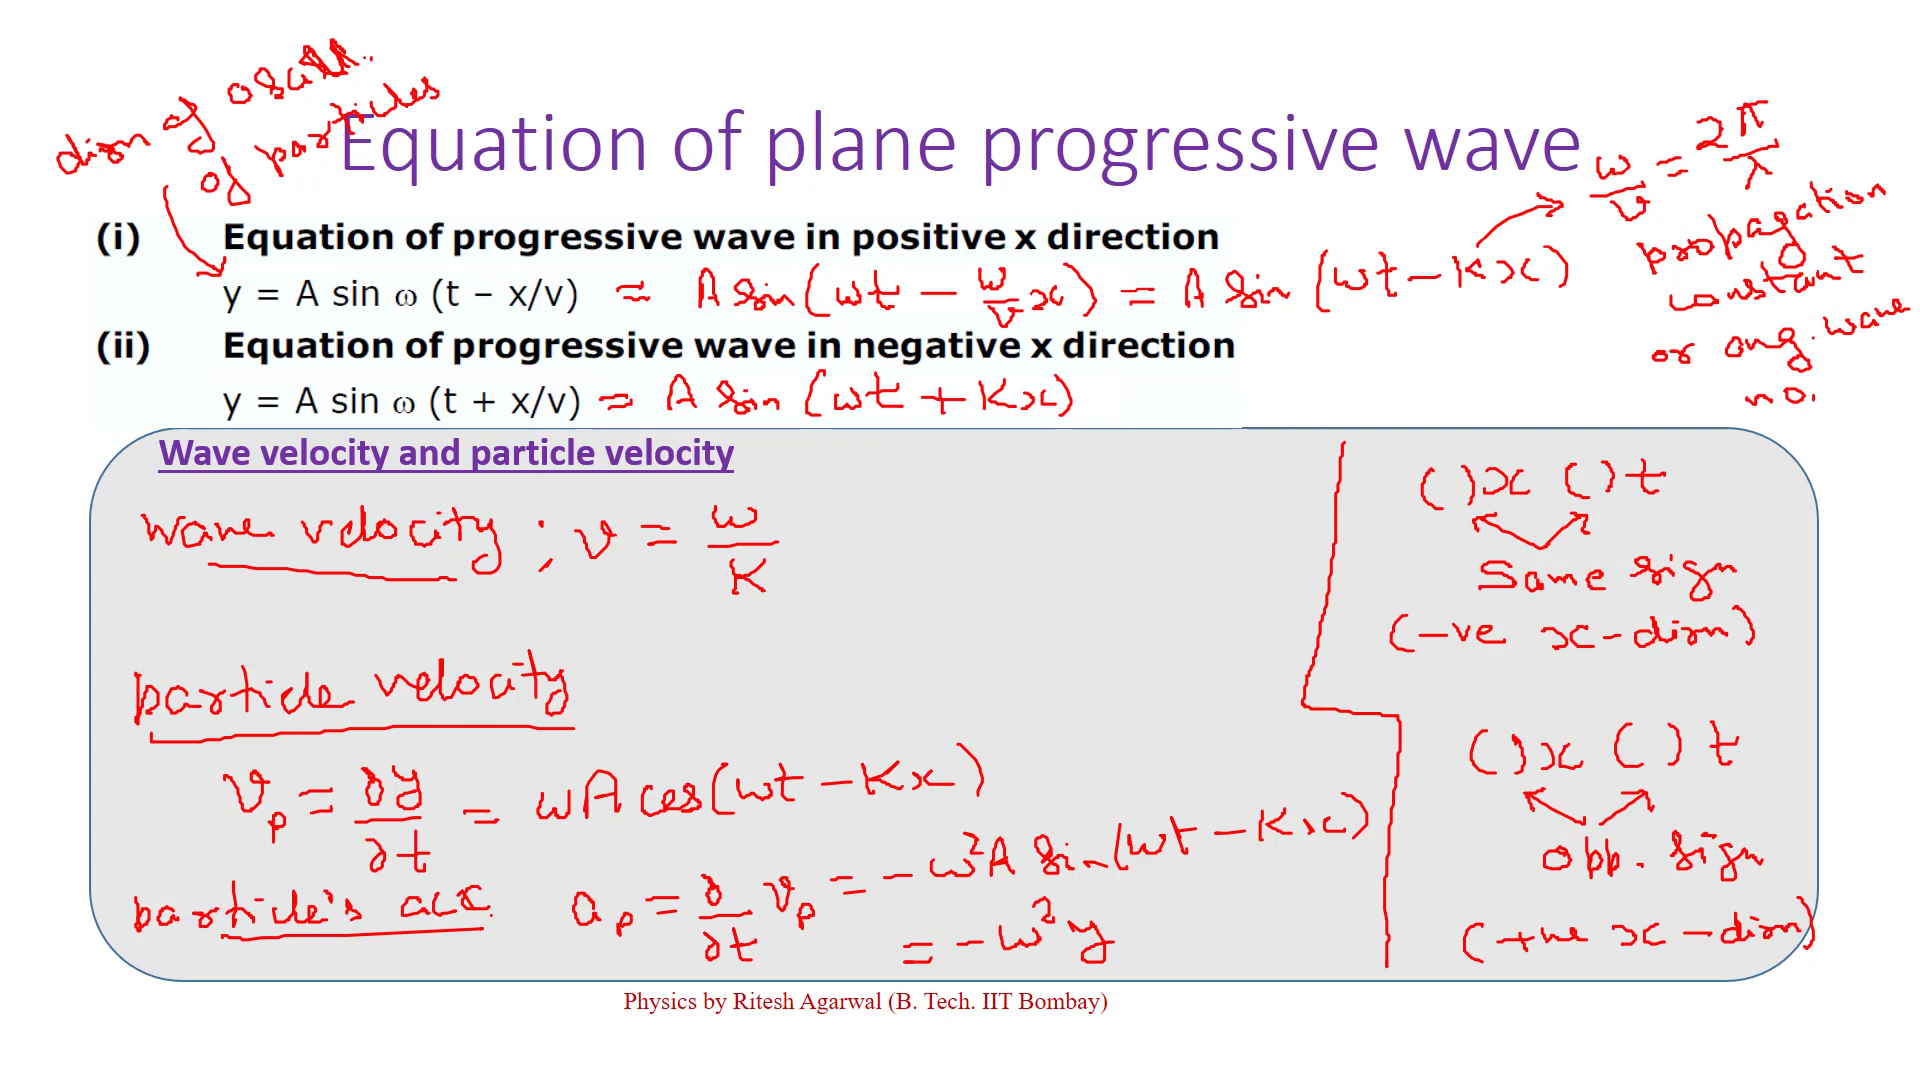 dirn of oscill.
of particles
Equation of plane progressive wave
ω/v = 2π/λ
propagation
constant
or ang. wave
no.
(i) Equation of progressive wave in positive x direction
y = A sin ω (t – x/v) = A sin (ωt – ω/v x) = A sin (ωt – Kx)
(ii) Equation of progressive wave in negative x direction
y = A sin ω (t + x/v) = A sin (ωt + Kx)
Wave velocity and particle velocity
wave velocity ; v = ω/K
particle velocity
v_p = ∂y/∂t = ωA cos(ωt – Kx)
particle's acc. a_p = ∂/∂t v_p = – ω²A sin(ωt – Kx)
= – ω² y
( )x ( )t
Same sign
(–ve x – dirn)
( )x ( ) t
opp. sign
(+ve x – dirn)
Physics by Ritesh Agarwal (B. Tech. IIT Bombay)